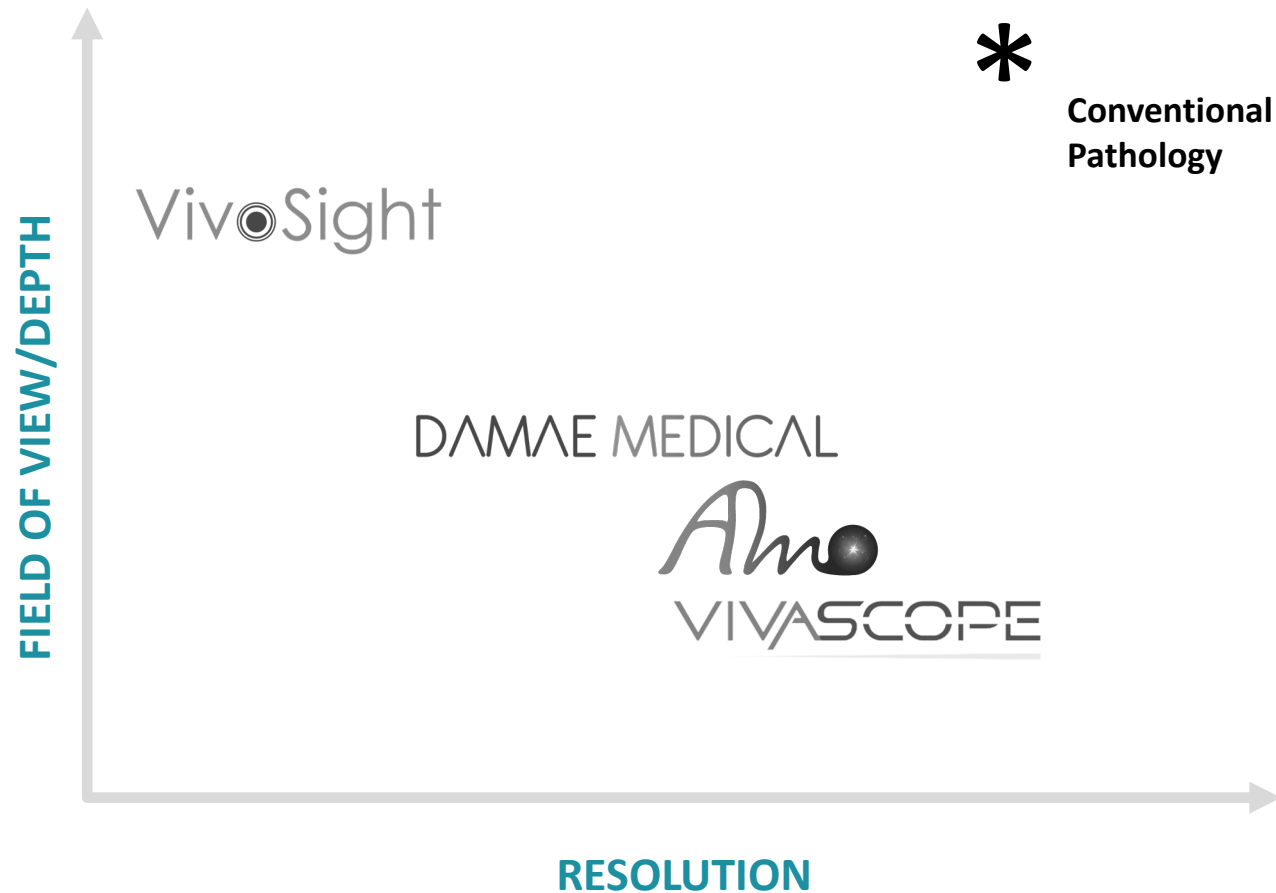 *
Conventional
Pathology
VivoSight
FIELD OF VIEW/DEPTH
DAMAE MEDICAL
Amo
VIVASCOPE
RESOLUTION